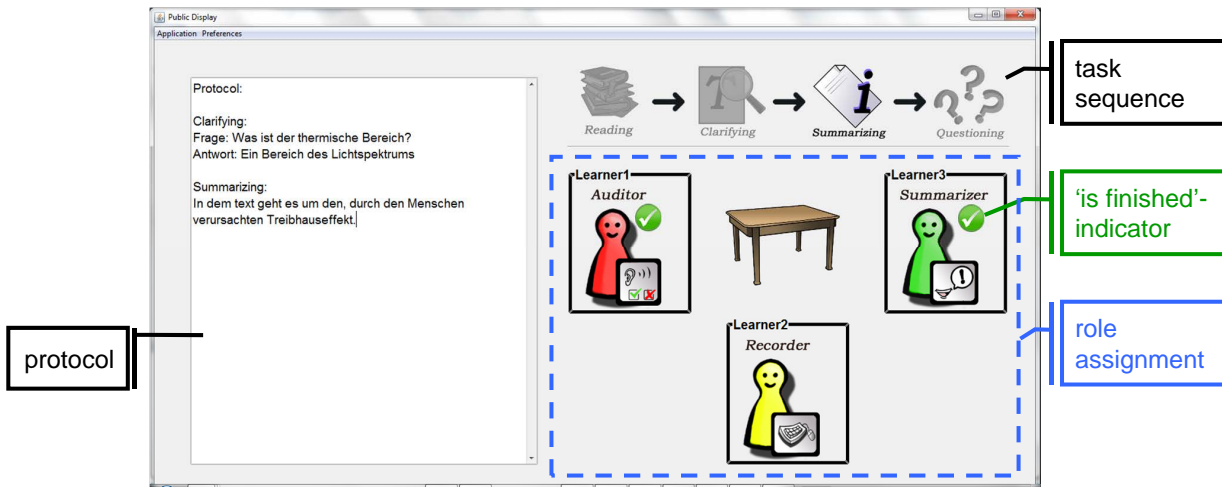 Public Display
Application Preferences
Protocol:
Clarifying:
Frage: Was ist der thermische Bereich?
Antwort: Ein Bereich des Lichtspektrums
Summarizing:
In dem text geht es um den, durch den Menschen
verursachten Treibhauseffekt.
Reading
Clarifying
Summarizing
Questioning
Learner1
Auditor
Learner3
Summarizer
Learner2
Recorder
protocol
task
sequence
‘is finished’-
indicator
role
assignment